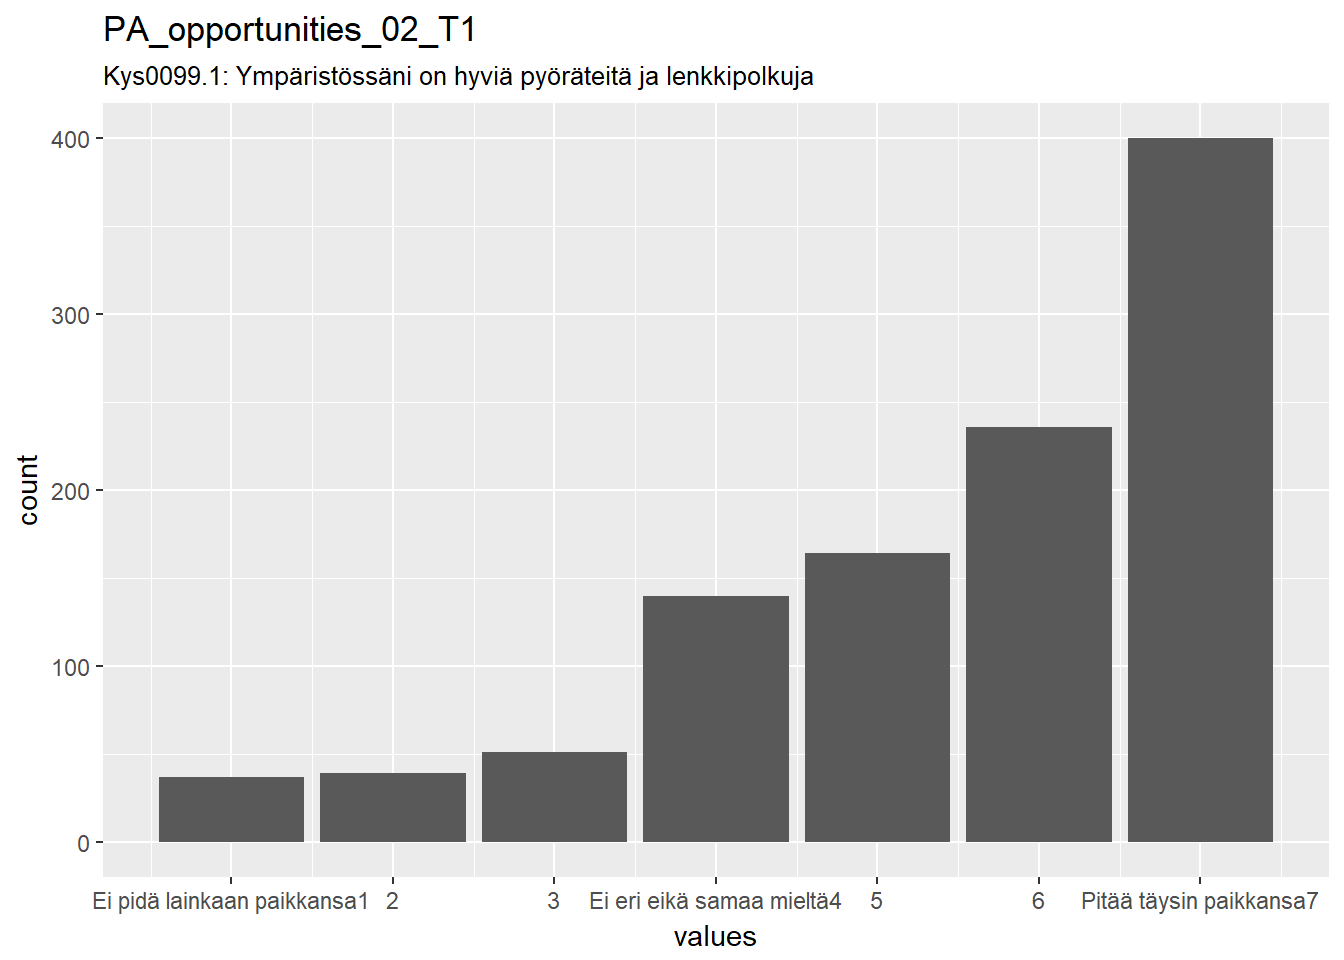 PA_opportunities_02_T1
Kys0099.1: Ympäristössäni on hyviä pyöräteitä ja lenkkipolkuja
400
300
200
100
0
count
Ei pidä lainkaan paikkansa1 2 3 Ei eri eikä samaa mieltä4 5 6 Pitää täysin paikkansa7
values